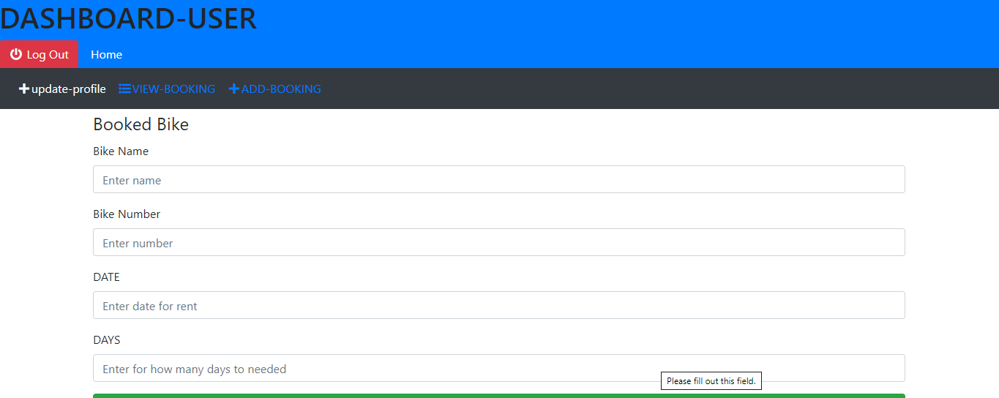 DASHBOARD-USER
Log Out Home
update-profile VIEW-BOOKING ADD-BOOKING
Booked Bike
Bike Name
Enter name
Bike Number
Enter number
DATE
Enter date for rent
DAYS
Enter for how many days to needed
Please fill out this field.